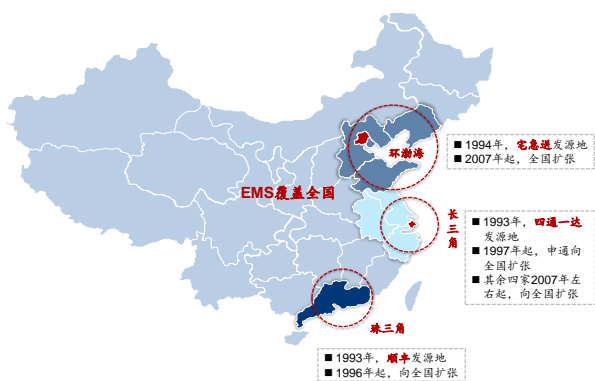 环渤海
■ 1994年，宅急送发源地
■ 2007年起，全国扩张
EMS覆盖全国
长三角
■ 1993年，四通一达
发源地
■ 1997年起，申通向
全国扩张
■ 其余四家2007年左
右起，向全国扩张
珠三角
■ 1993年，顺丰发源地
■ 1996年起，向全国扩张